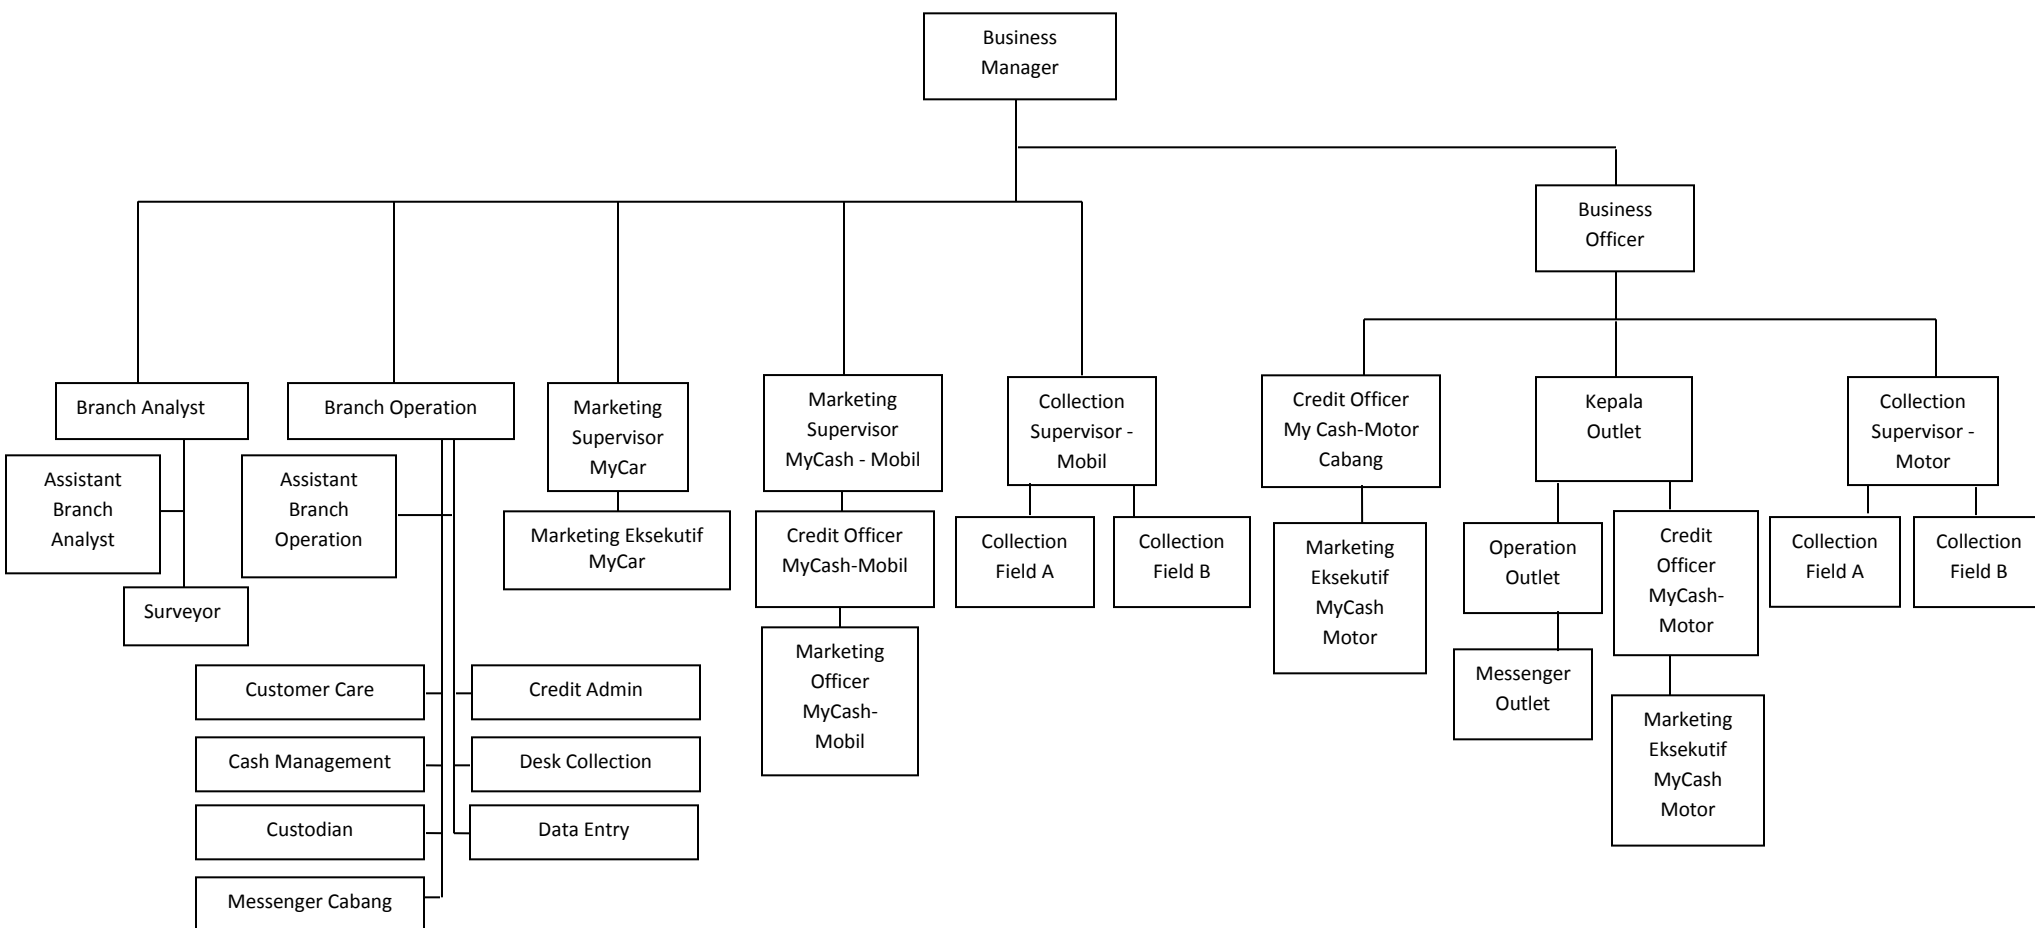 Business
Manager
Business
Officer
Branch Analyst
Branch Operation
Marketing
Supervisor
MyCar
Marketing
Supervisor
MyCash - Mobil
Collection
Supervisor -
Mobil
Credit Officer
My Cash-Motor
Cabang
Kepala
Outlet
Collection
Supervisor -
Motor
Assistant
Branch
Analyst
Assistant
Branch
Operation
Marketing Eksekutif
MyCar
Credit Officer
MyCash-Mobil
Collection
Field A
Collection
Field B
Marketing
Eksekutif
MyCash
Motor
Operation
Outlet
Credit
Officer
MyCash-
Motor
Collection
Field A
Collection
Field B
Surveyor
Marketing
Officer
MyCash-
Mobil
Messenger
Outlet
Marketing
Eksekutif
MyCash
Motor
Customer Care
Credit Admin
Cash Management
Desk Collection
Custodian
Data Entry
Messenger Cabang